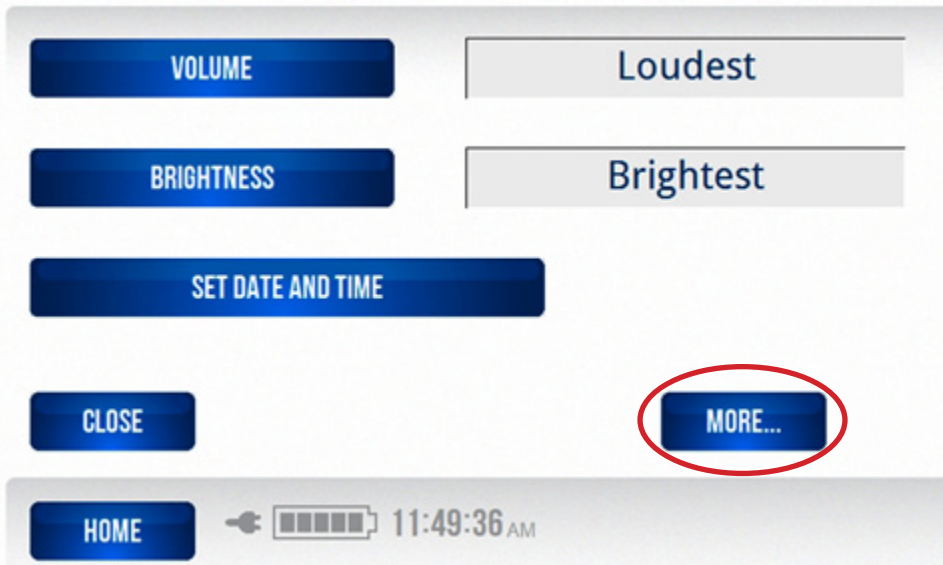 VOLUME Loudest
BRIGHTNESS Brightest
SET DATE AND TIME
CLOSE MORE...
HOME 11:49:36 AM